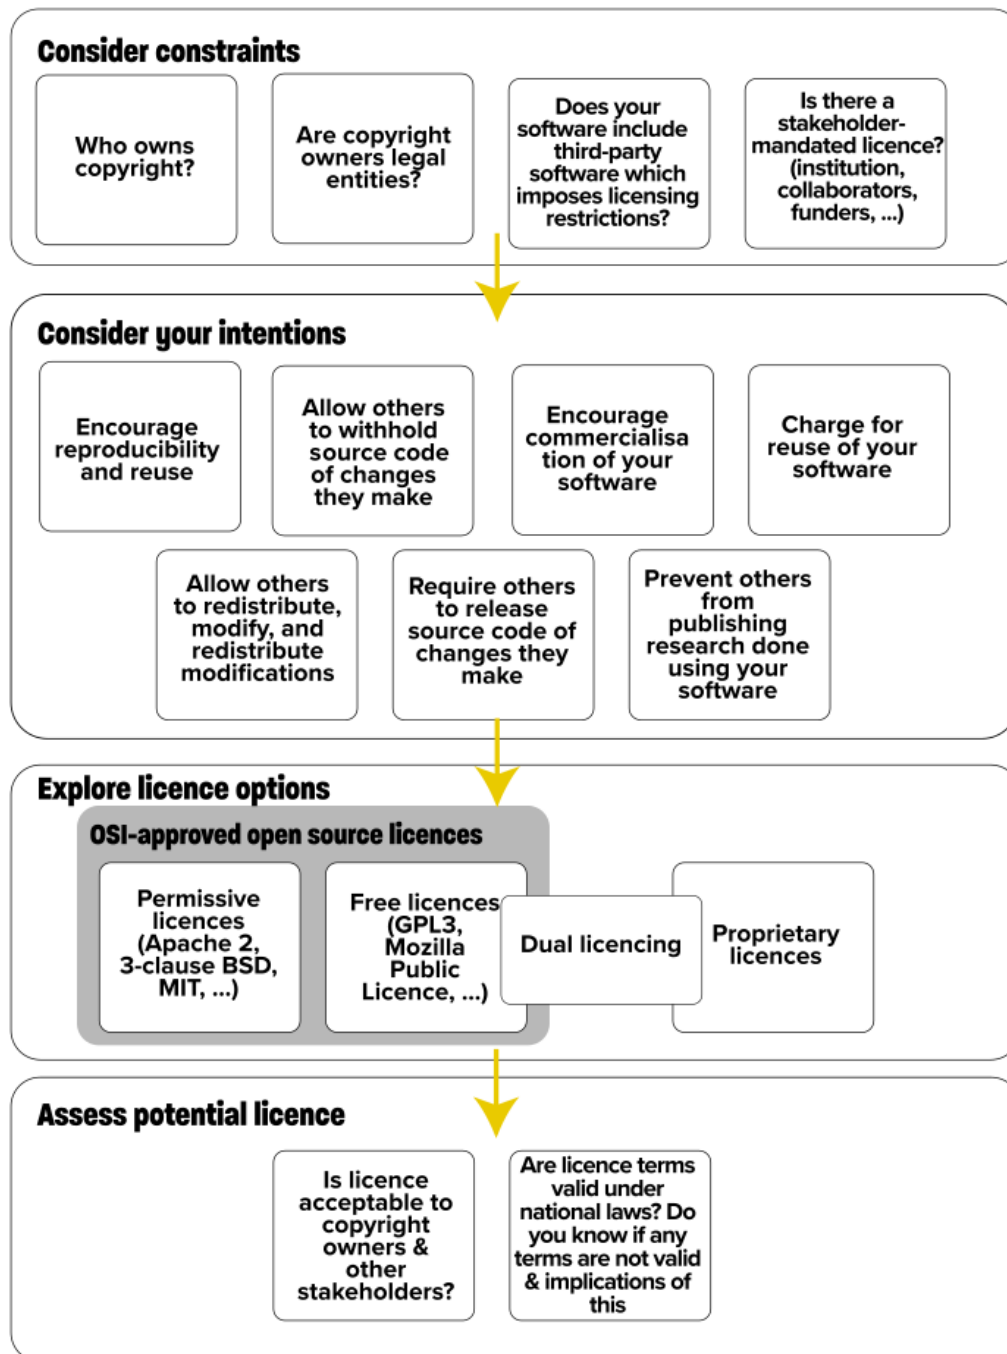 Consider constraints
Who owns
copyright?
Are copyright
owners legal
entities?
Does your
software include
third-party
software which
imposes licensing
restrictions?
Is there a
stakeholder-
mandated licence?
(institution,
collaborators,
funders, ...)
Consider your intentions
Encourage
reproducibility
and reuse
Allow others
to withhold
source code
of changes
they make
Encourage
commercialisa
tion of your
software
Charge for
reuse of your
software
Allow others
to redistribute,
modify, and
redistribute
modifications
Require others
to release
source code of
changes they
make
Prevent others
from
publishing
research done
using your
software
Explore licence options
OSI-approved open source licences
Permissive
licences
(Apache 2,
3-clause BSD,
MIT, ...)
Free licences
(GPL3,
Mozilla
Public
Licence, ...)
Dual licencing
Proprietary
licences
Assess potential licence
Is licence
acceptable to
copyright
owners &
other
stakeholders?
Are licence terms
valid under
national laws? Do
you know if any
terms are not valid
& implications of
this